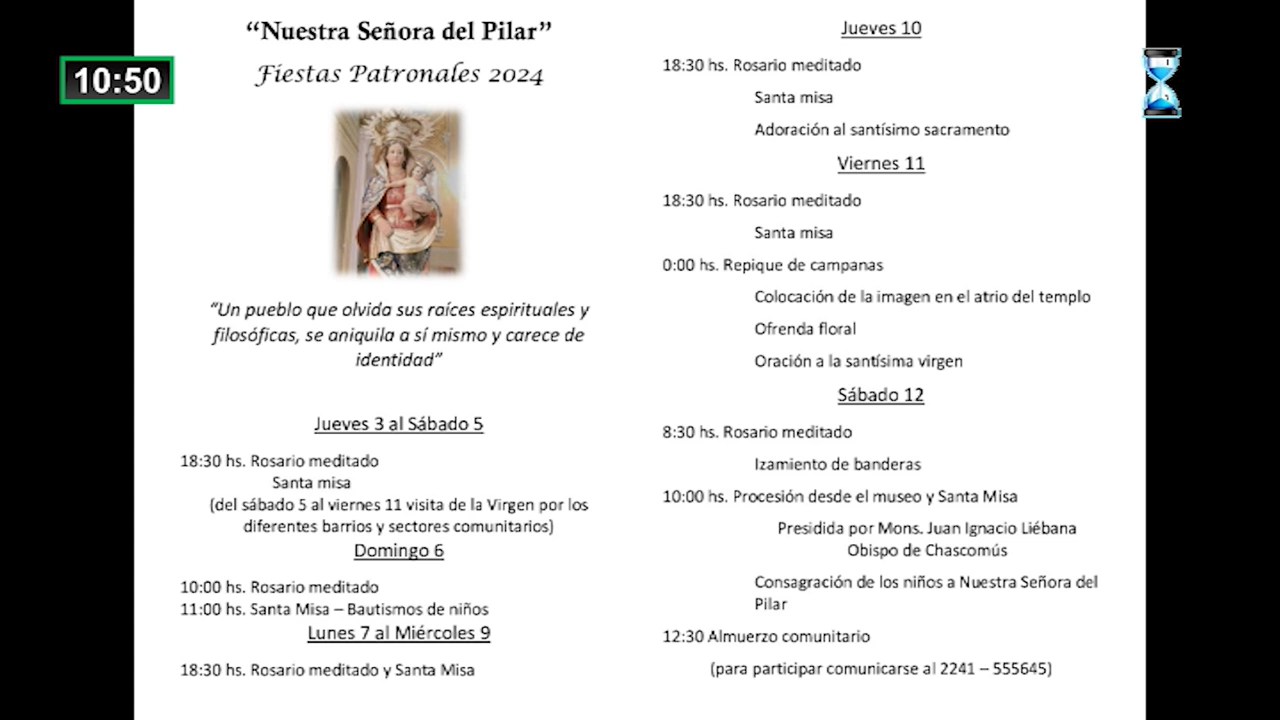 10:50
“Nuestra Señora del Pilar”
Fiestas Patronales 2024
“Un pueblo que olvida sus raíces espirituales y
filosóficas, se aniquila a sí mismo y carece de
identidad”
Jueves 3 al Sábado 5
18:30 hs. Rosario meditado
Santa misa
(del sábado 5 al viernes 11 visita de la Virgen por los
diferentes barrios y sectores comunitarios)
Domingo 6
10:00 hs. Rosario meditado
11:00 hs. Santa Misa – Bautismos de niños
Lunes 7 al Miércoles 9
18:30 hs. Rosario meditado y Santa Misa
Jueves 10
18:30 hs. Rosario meditado
Santa misa
Adoración al santísimo sacramento
Viernes 11
18:30 hs. Rosario meditado
Santa misa
0:00 hs. Repique de campanas
Colocación de la imagen en el atrio del templo
Ofrenda floral
Oración a la santísima virgen
Sábado 12
8:30 hs. Rosario meditado
Izamiento de banderas
10:00 hs. Procesión desde el museo y Santa Misa
Presidida por Mons. Juan Ignacio Liébana
Obispo de Chascomús
Consagración de los niños a Nuestra Señora del
Pilar
12:30 Almuerzo comunitario
(para participar comunicarse al 2241 – 555645)